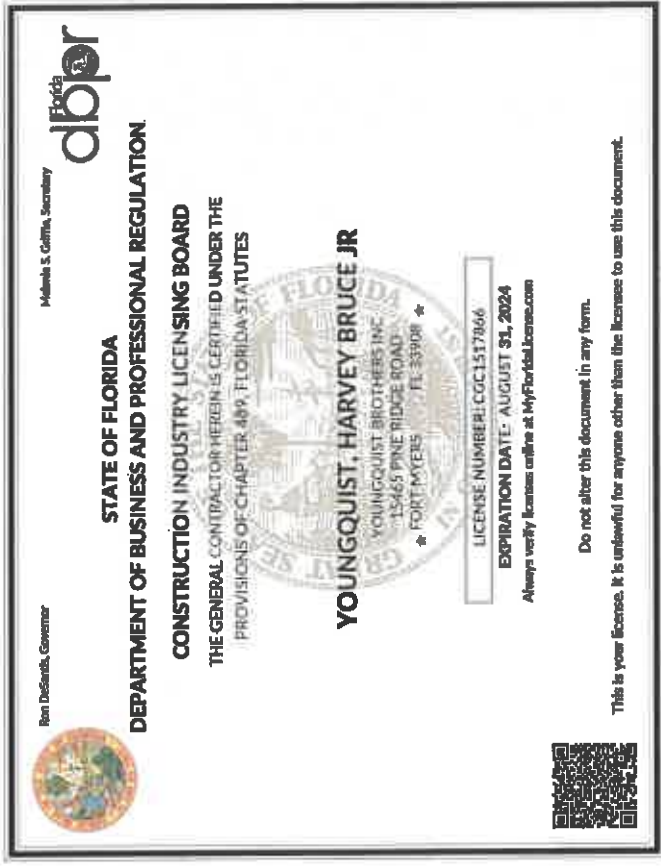 Ron DeSantis, Governor
Melanie S. Griffin, Secretary
Florida
dbpr
STATE OF FLORIDA
DEPARTMENT OF BUSINESS AND PROFESSIONAL REGULATION
CONSTRUCTION INDUSTRY LICENSING BOARD
THE GENERAL CONTRACTOR HEREIN IS CERTIFIED UNDER THE
PROVISIONS OF CHAPTER 489, FLORIDA STATUTES
YOUNGQUIST, HARVEY BRUCE JR
YOUNGQUIST BROTHERS INC
15465 PINE RIDGE ROAD
FORT MYERS FL 33908
LICENSE NUMBER: CGC1517866
EXPIRATION DATE: AUGUST 31, 2024
Always verify licenses online at MyFloridaLicense.com
Do not alter this document in any form.
This is your license. It is unlawful for anyone other than the licensee to use this document.